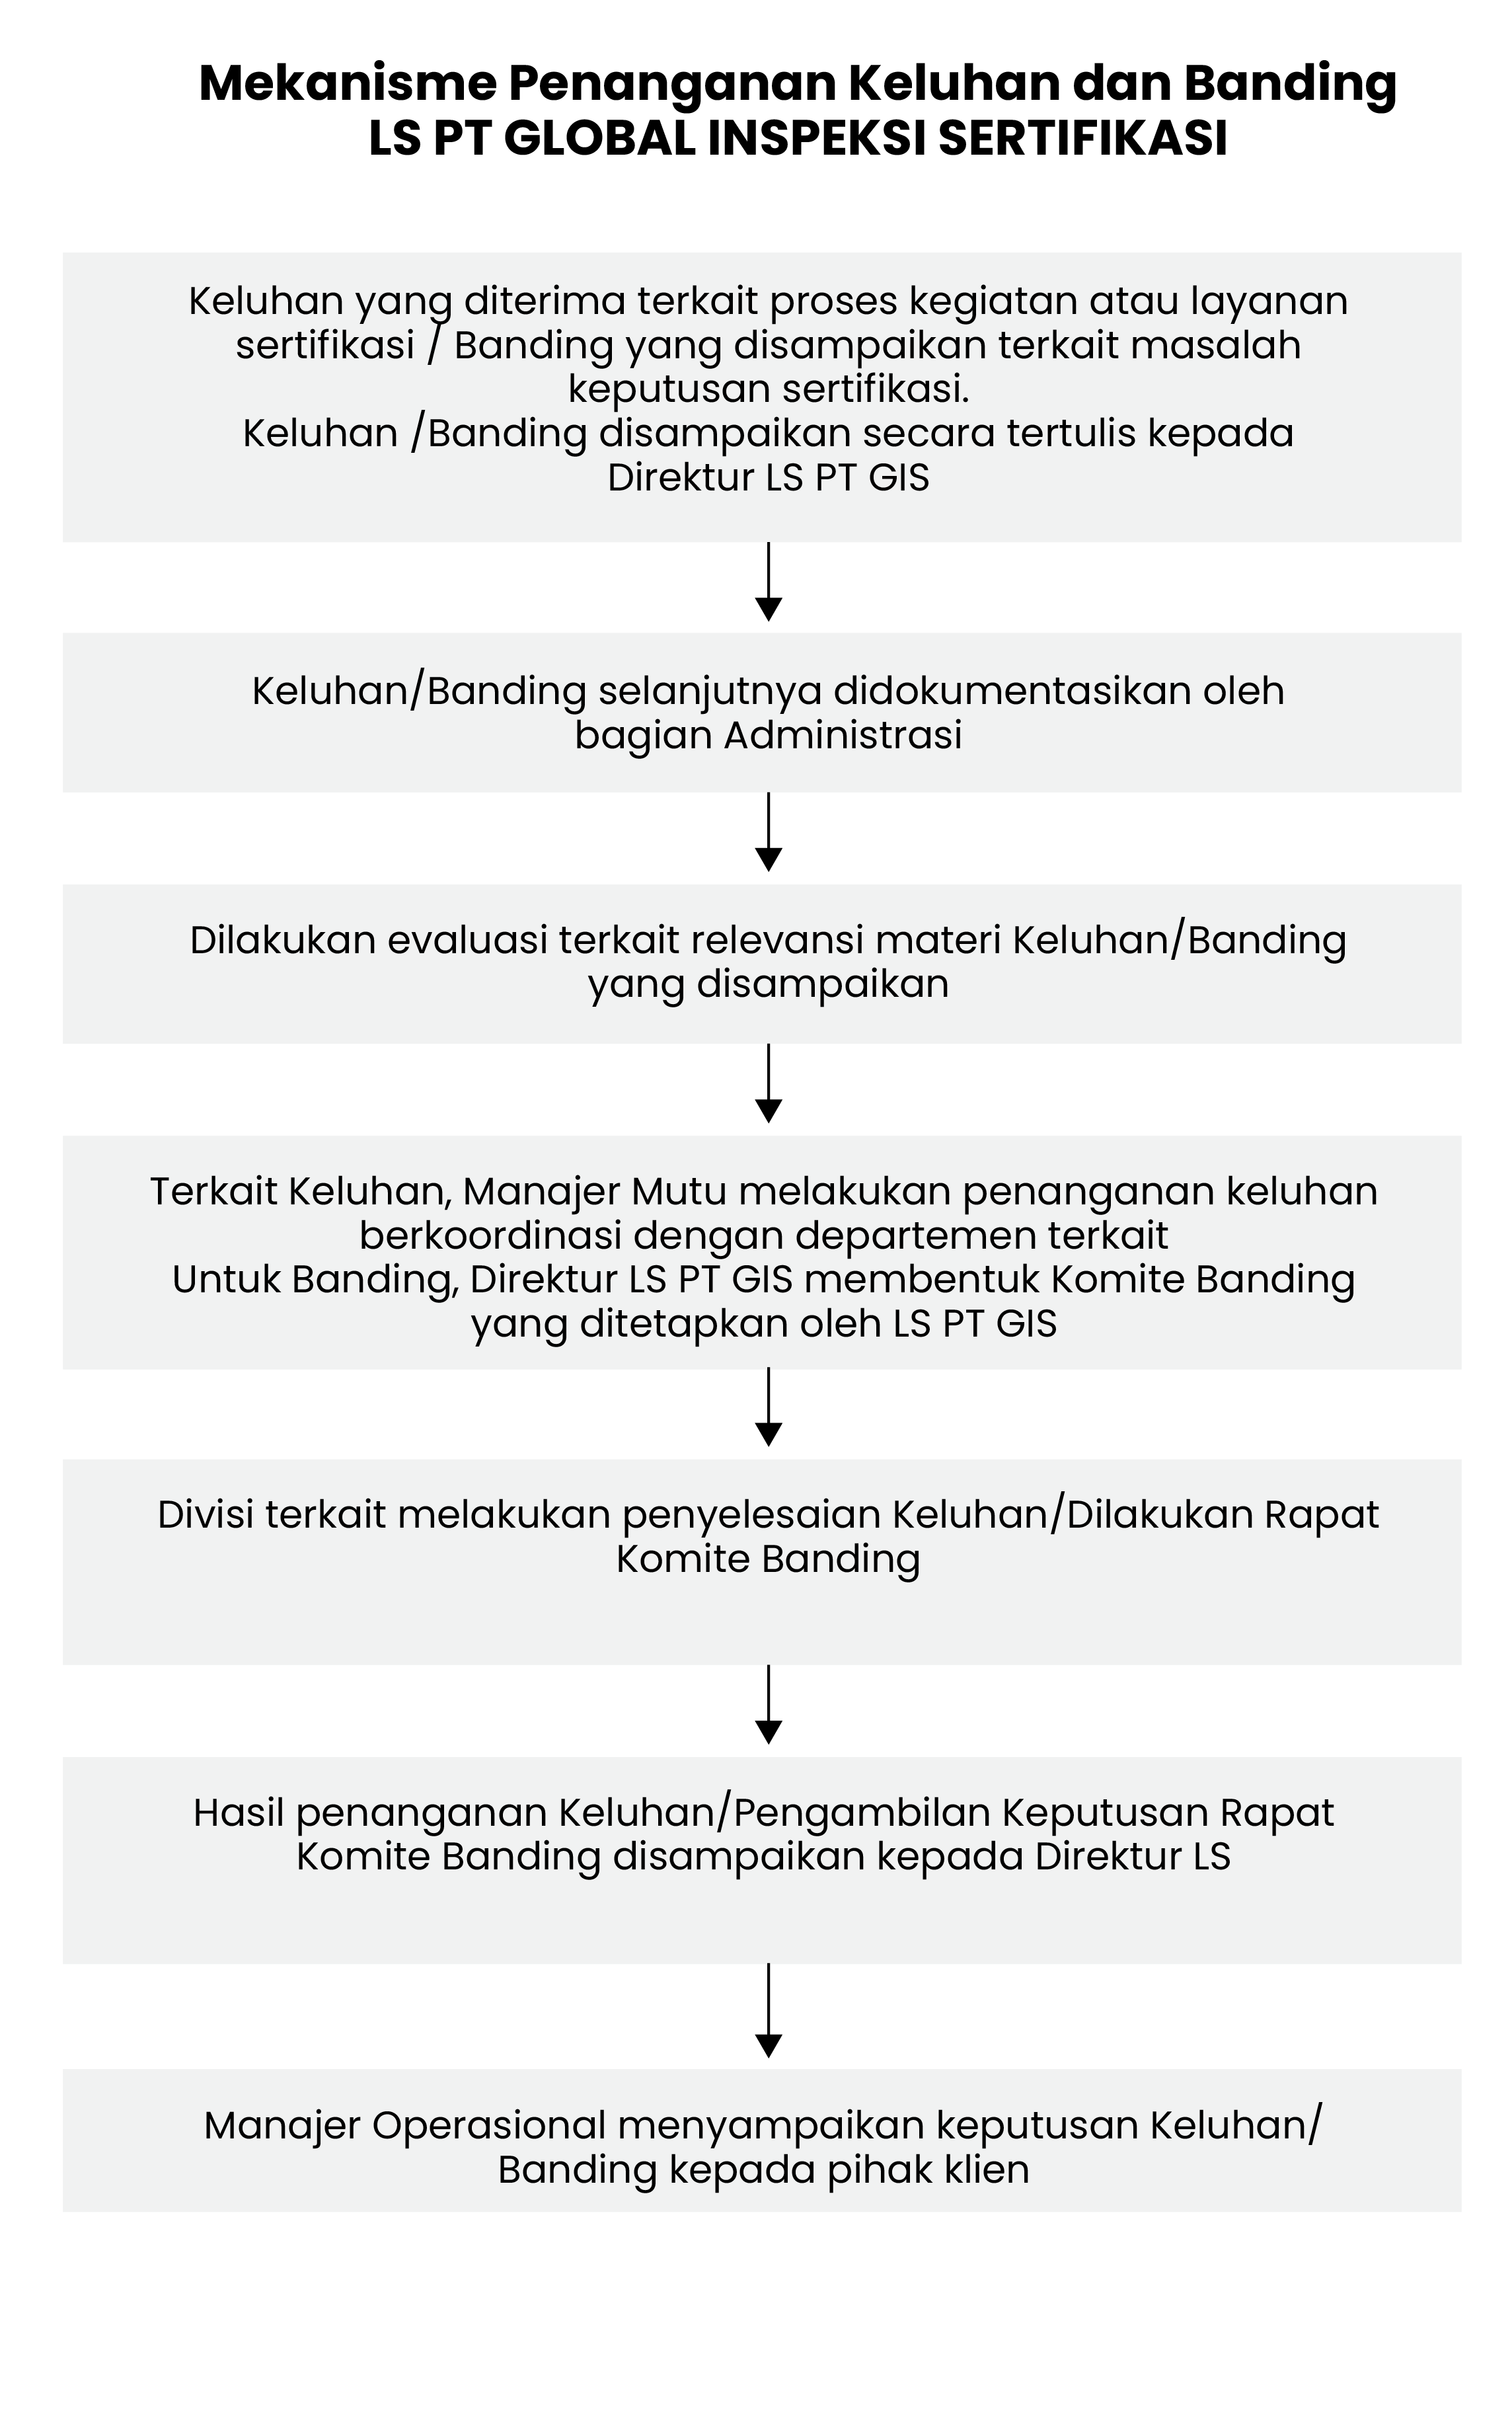 Mekanisme Penanganan Keluhan dan Banding
LS PT GLOBAL INSPEKSI SERTIFIKASI
Keluhan yang diterima terkait proses kegiatan atau layanan
sertifikasi / Banding yang disampaikan terkait masalah
keputusan sertifikasi.
Keluhan /Banding disampaikan secara tertulis kepada
Direktur LS PT GIS
Keluhan/Banding selanjutnya didokumentasikan oleh
bagian Administrasi
Dilakukan evaluasi terkait relevansi materi Keluhan/Banding
yang disampaikan
Terkait Keluhan, Manajer Mutu melakukan penanganan keluhan
berkoordinasi dengan departemen terkait
Untuk Banding, Direktur LS PT GIS membentuk Komite Banding
yang ditetapkan oleh LS PT GIS
Divisi terkait melakukan penyelesaian Keluhan/Dilakukan Rapat
Komite Banding
Hasil penanganan Keluhan/Pengambilan Keputusan Rapat
Komite Banding disampaikan kepada Direktur LS
Manajer Operasional menyampaikan keputusan Keluhan/
Banding kepada pihak klien